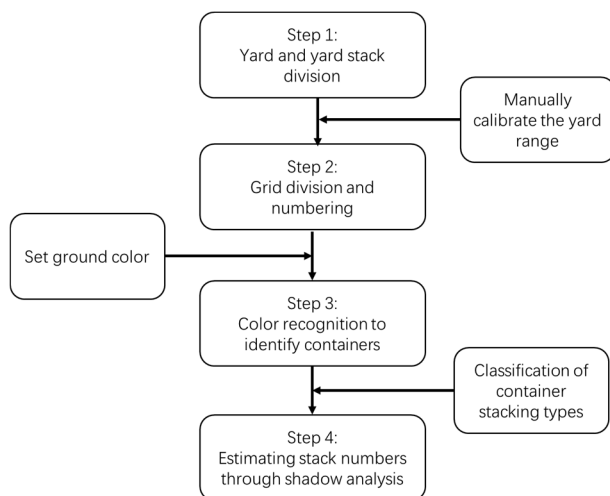 Step 1:
Yard and yard stack
division
Manually
calibrate the yard
range
Step 2:
Grid division and
numbering
Set ground color
Step 3:
Color recognition to
identify containers
Classification of
container
stacking types
Step 4:
Estimating stack numbers
through shadow analysis